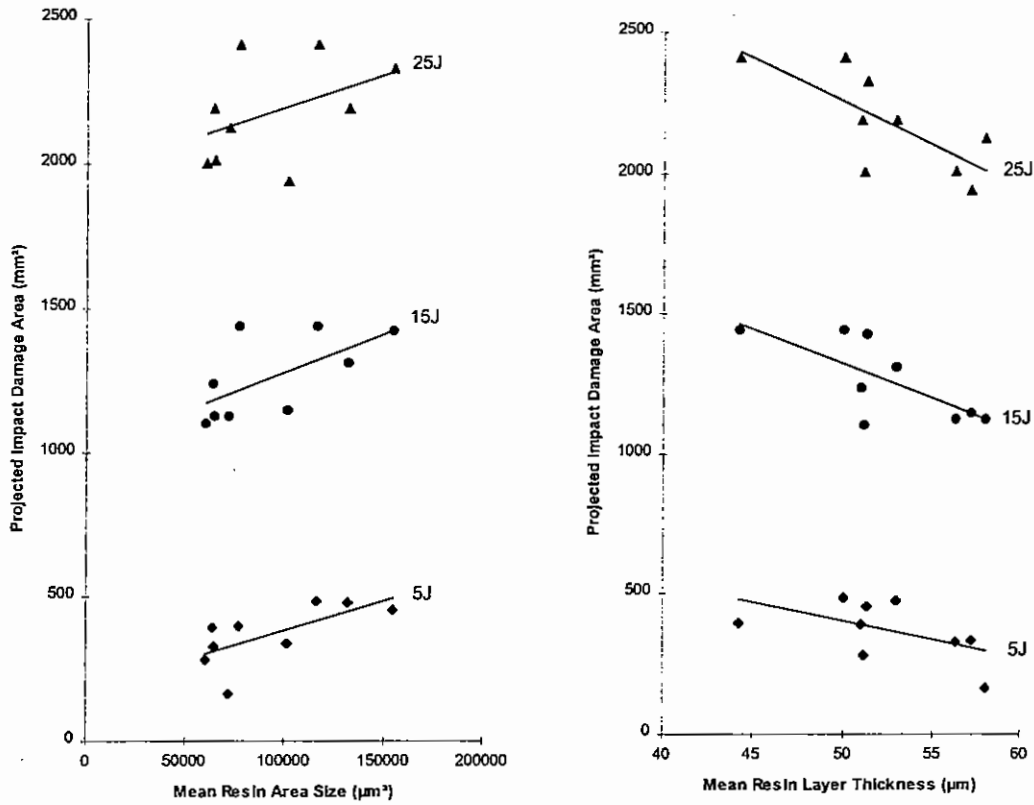 2500
2000
1500
1000
500
0
Projected Impact Damage Area (mm²)
25J
15J
5J
0
50000
100000
150000
200000
Mean Resin Area Size (µm³)
2500
2000
1500
1000
500
0
Projected Impact Damage Area (mm²)
25J
15J
5J
40
45
50
55
60
Mean Resin Layer Thickness (µm)